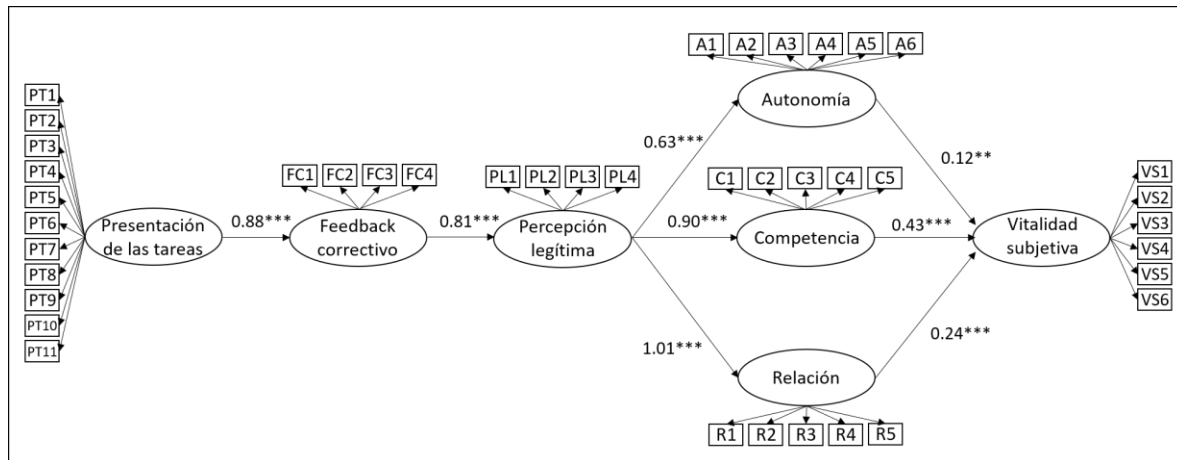 A1 A2 A3 A4 A5 A6
Autonomía
PT1
PT2
PT3
PT4
PT5
PT6
PT7
PT8
PT9
PT10
PT11
Presentación
de las tareas
0.88***
FC1 FC2 FC3 FC4
Feedback
correctivo
0.81***
PL1 PL2 PL3 PL4
Percepción
legítima
0.63***
0.90***
1.01***
C1 C2 C3 C4 C5
Competencia
0.12**
0.43***
0.24***
Relación
R1 R2 R3 R4 R5
Vitalidad
subjetiva
VS1
VS2
VS3
VS4
VS5
VS6